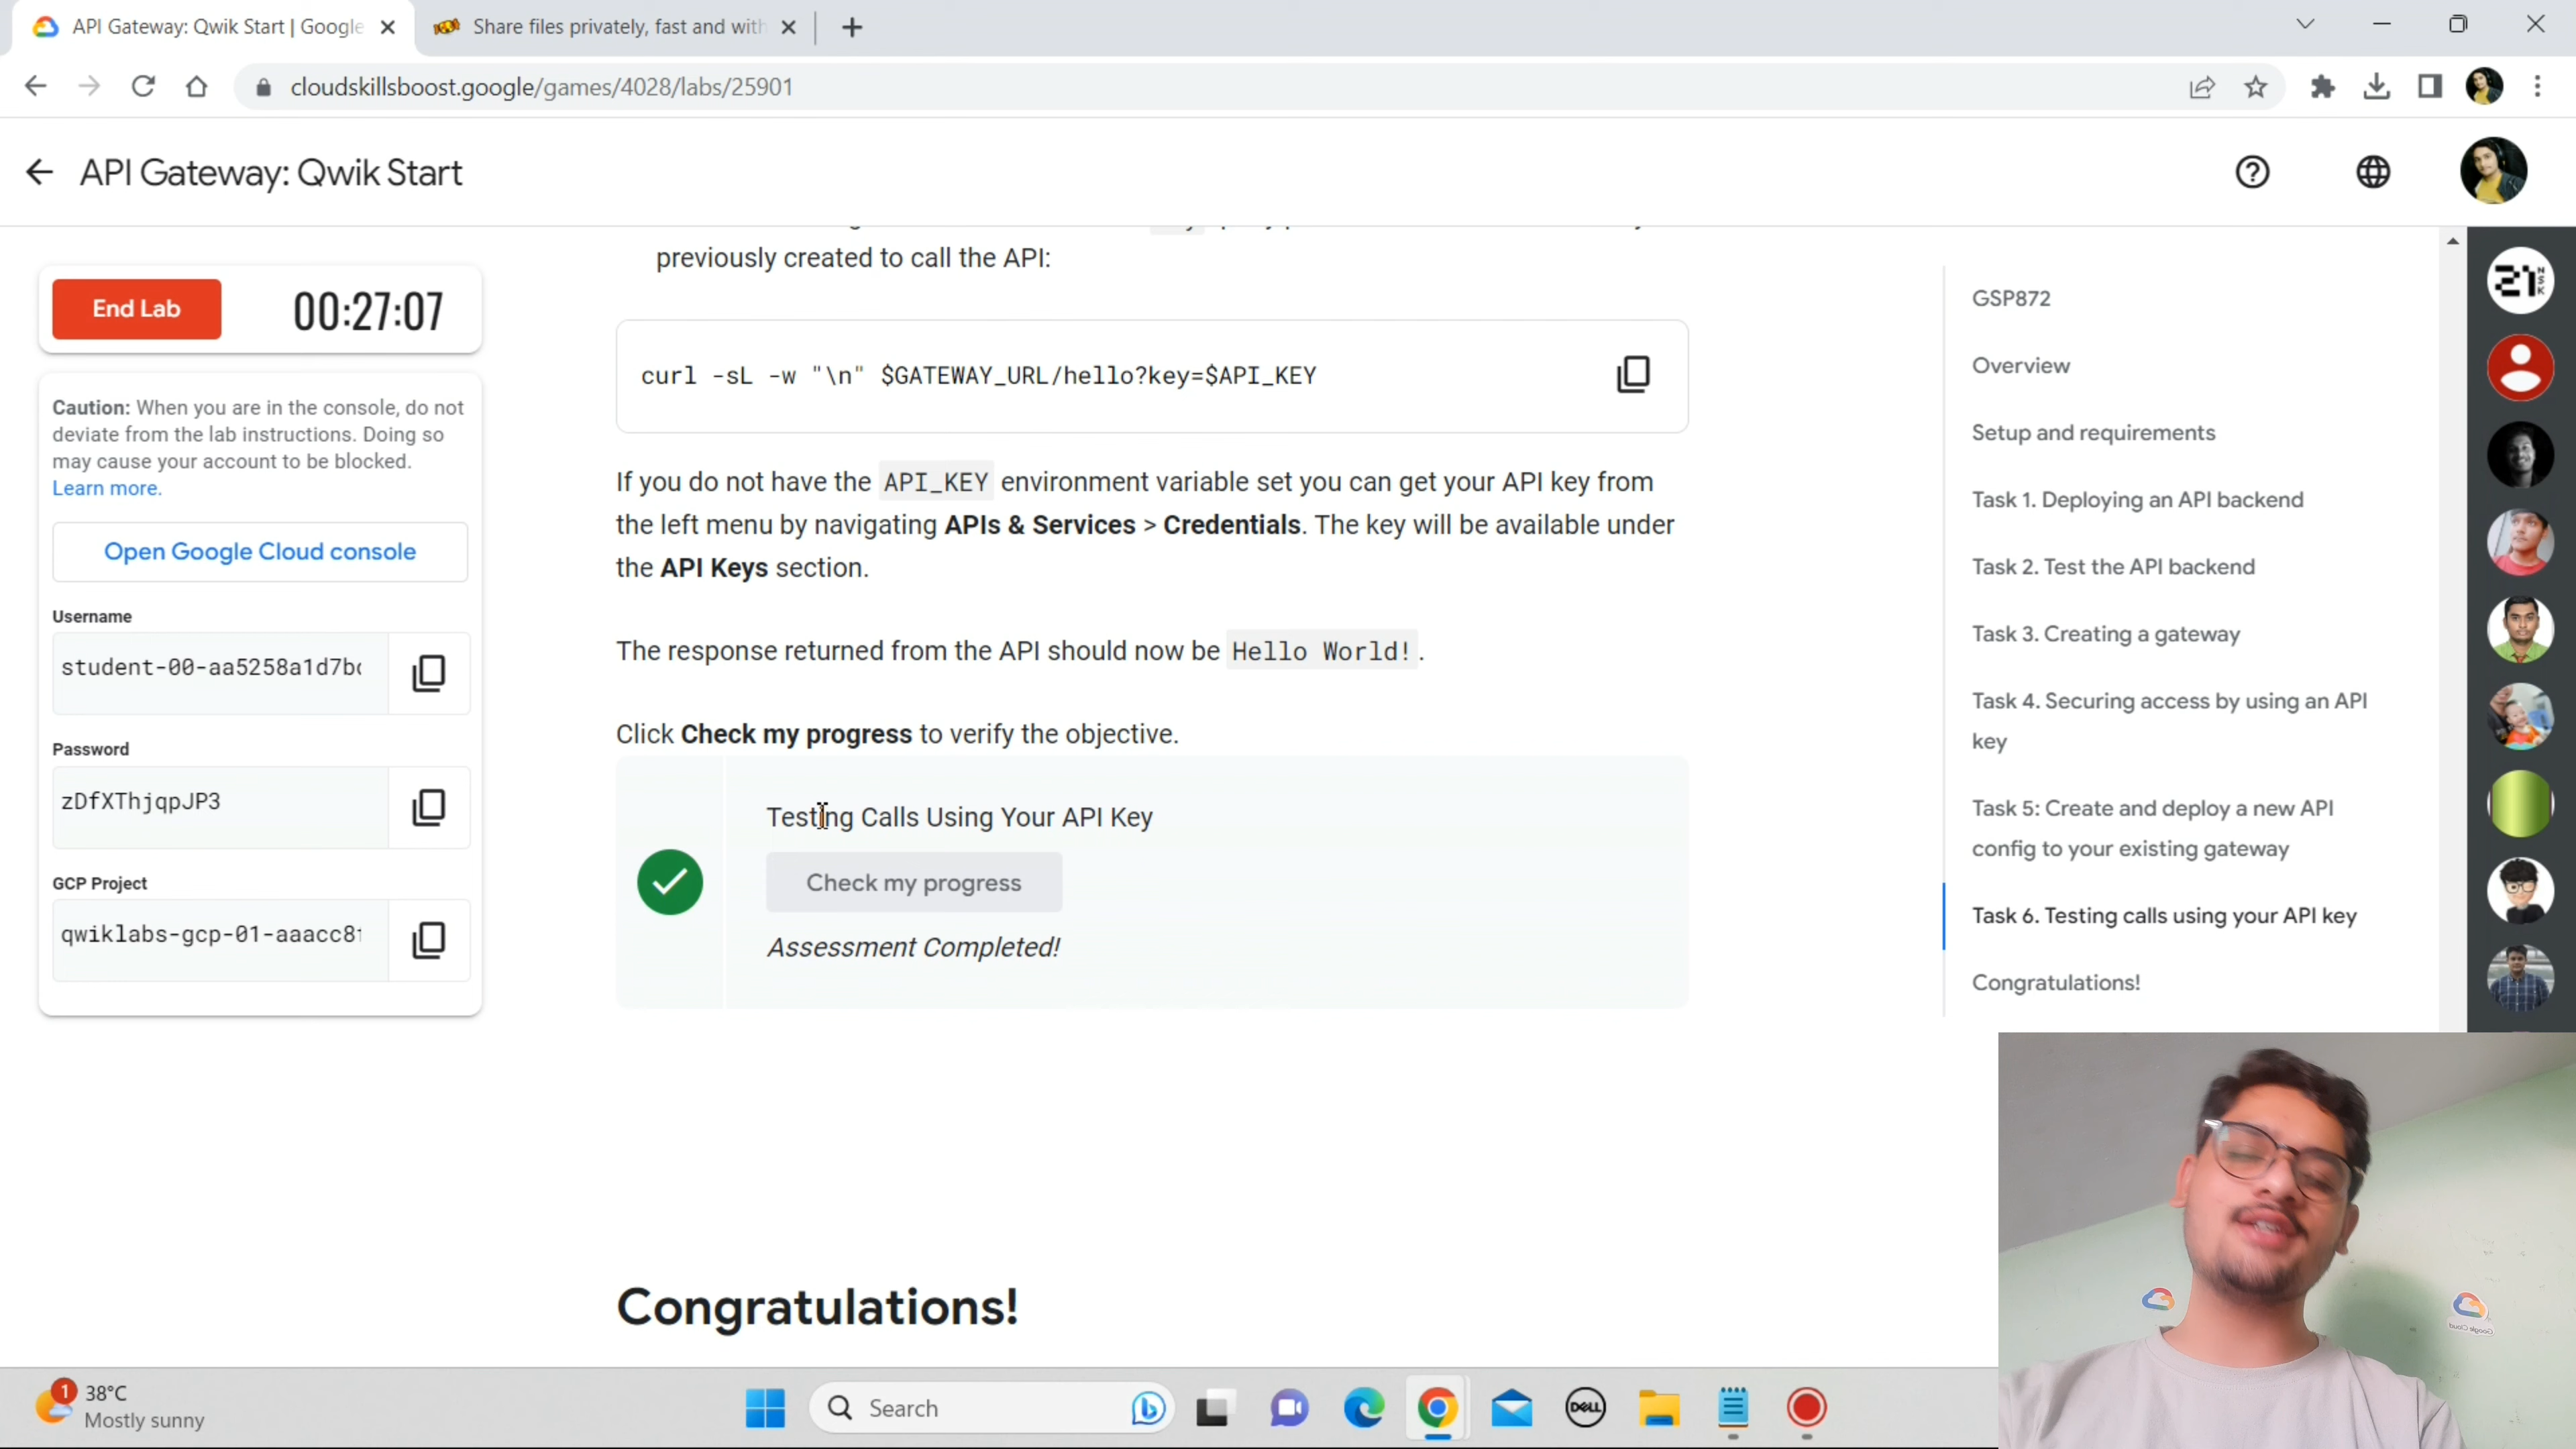 API Gateway: Qwik Start | Google
Share files privately, fast and with
cloudskillsboost.google/games/4028/labs/25901
API Gateway: Qwik Start
End Lab
00:27:07
Caution: When you are in the console, do not
deviate from the lab instructions. Doing so
may cause your account to be blocked.
Learn more.
Open Google Cloud console
Username
student-00-aa5258a1d7bc
Password
zDfXThjqpJP3
GCP Project
qwiklabs-gcp-01-aaacc8f
previously created to call the API:
curl -sL -w "\n" $GATEWAY_URL/hello?key=$API_KEY
If you do not have the API_KEY environment variable set you can get your API key from
the left menu by navigating APIs & Services > Credentials. The key will be available under
the API Keys section.
The response returned from the API should now be Hello World!.
Click Check my progress to verify the objective.
Testing Calls Using Your API Key
Check my progress
Assessment Completed!
Congratulations!
GSP872
Overview
Setup and requirements
Task 1. Deploying an API backend
Task 2. Test the API backend
Task 3. Creating a gateway
Task 4. Securing access by using an API
key
Task 5: Create and deploy a new API
config to your existing gateway
Task 6. Testing calls using your API key
Congratulations!
21
NSK
Google Cloud
1
38°C
Mostly sunny
Search
DELL